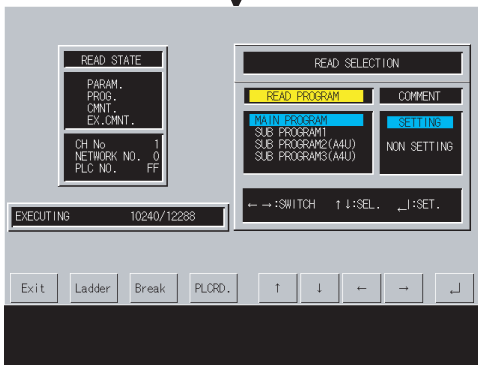 READ STATE
PARAM.
PROG.
CMNT.
EX.CMNT.
CH No 1
NETWORK NO. 0
PLC NO. FF
EXECUTING 10240/12288
READ SELECTION
READ PROGRAM
COMMENT
MAIN PROGRAM
SUB PROGRAM1
SUB PROGRAM2(A4U)
SUB PROGRAM3(A4U)
SETTING
NON SETTING
←→:SWITCH ↑↓:SEL. ↵:SET.
Exit Ladder Break PLCRD. ↑ ↓ ← → ↵